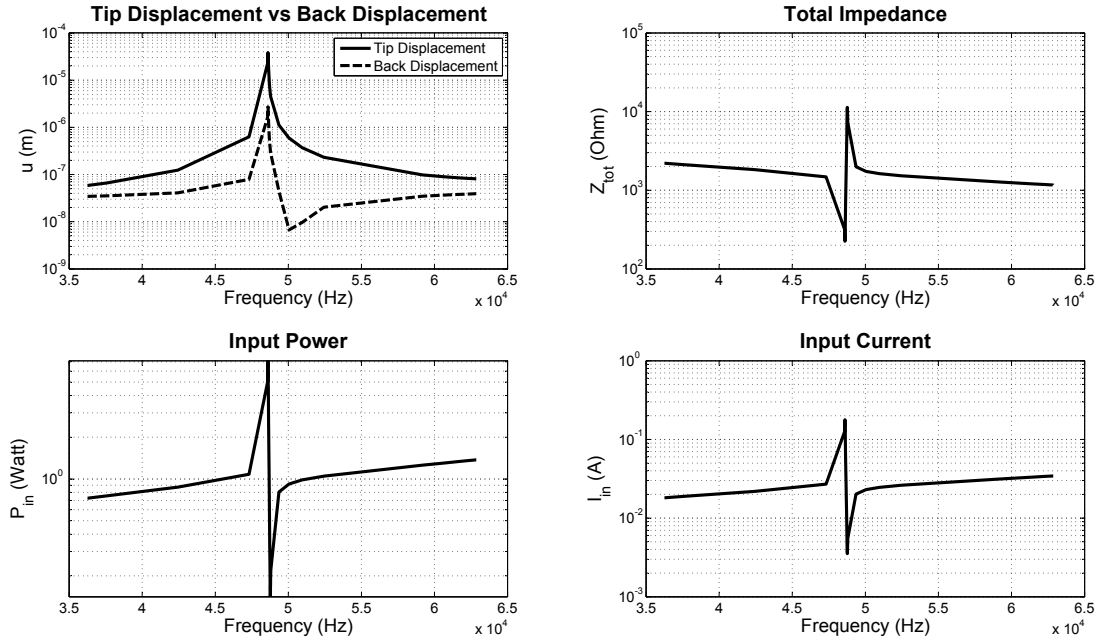 Tip Displacement vs Back Displacement
10^-4
10^-5
10^-6
10^-7
10^-8
10^-9
u (m)
Tip Displacement
Back Displacement
3.5 4 4.5 5 5.5 6 6.5
x 10^4
Frequency (Hz)
Total Impedance
10^5
10^4
10^3
10^2
Z_tot (Ohm)
3.5 4 4.5 5 5.5 6 6.5
x 10^4
Frequency (Hz)
Input Power
10^0
P_in (Watt)
3.5 4 4.5 5 5.5 6 6.5
x 10^4
Frequency (Hz)
Input Current
10^0
10^-1
10^-2
10^-3
I_in (A)
3.5 4 4.5 5 5.5 6 6.5
x 10^4
Frequency (Hz)